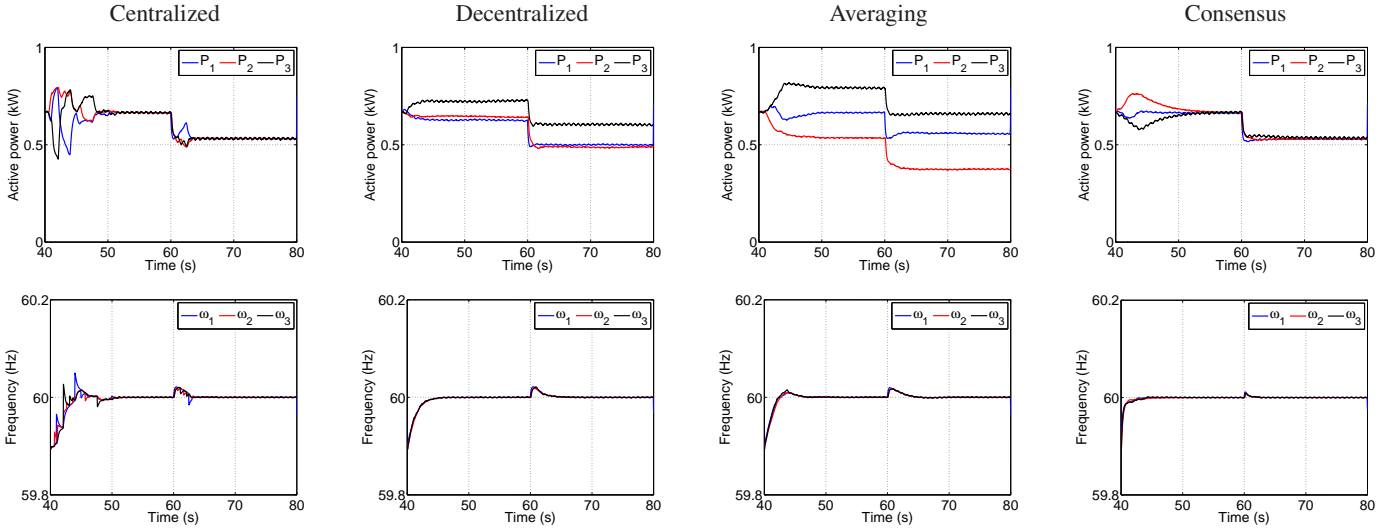 Centralized Decentralized Averaging Consensus
1 P1 P2 P3
Active power (kW)
0.5
0
40 50 60 70 80
Time (s)
1 P1 P2 P3
Active power (kW)
0.5
0
40 50 60 70 80
Time (s)
1 P1 P2 P3
Active power (kW)
0.5
0
40 50 60 70 80
Time (s)
1 P1 P2 P3
Active power (kW)
0.5
0
40 50 60 70 80
Time (s)
60.2 ω1 ω2 ω3
Frequency (Hz)
60
59.8
40 50 60 70 80
Time (s)
60.2 ω1 ω2 ω3
Frequency (Hz)
60
59.8
40 50 60 70 80
Time (s)
60.2 ω1 ω2 ω3
Frequency (Hz)
60
59.8
40 50 60 70 80
Time (s)
60.2 ω1 ω2 ω3
Frequency (Hz)
60
59.8
40 50 60 70 80
Time (s)